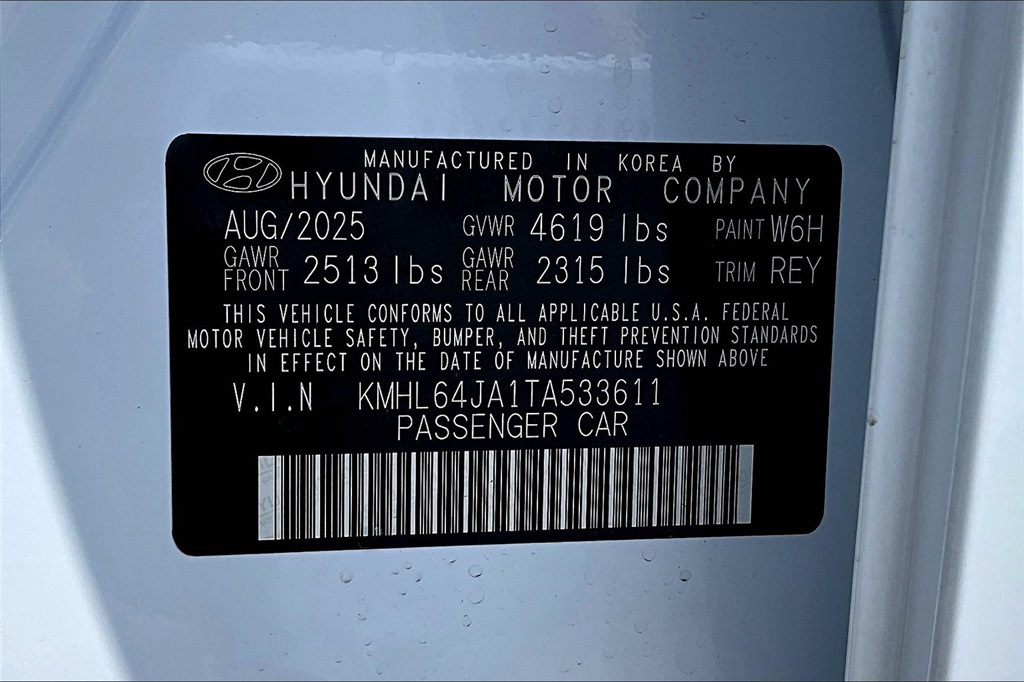 MANUFACTURED IN KOREA BY
HYUNDAI MOTOR COMPANY
AUG/2025 GVWR 4619 lbs PAINT W6H
GAWR FRONT 2513 lbs GAWR REAR 2315 lbs TRIM REY
THIS VEHICLE CONFORMS TO ALL APPLICABLE U.S.A. FEDERAL
MOTOR VEHICLE SAFETY, BUMPER, AND THEFT PREVENTION STANDARDS
IN EFFECT ON THE DATE OF MANUFACTURE SHOWN ABOVE
V.I.N KMHL64JA1TA533611
PASSENGER CAR